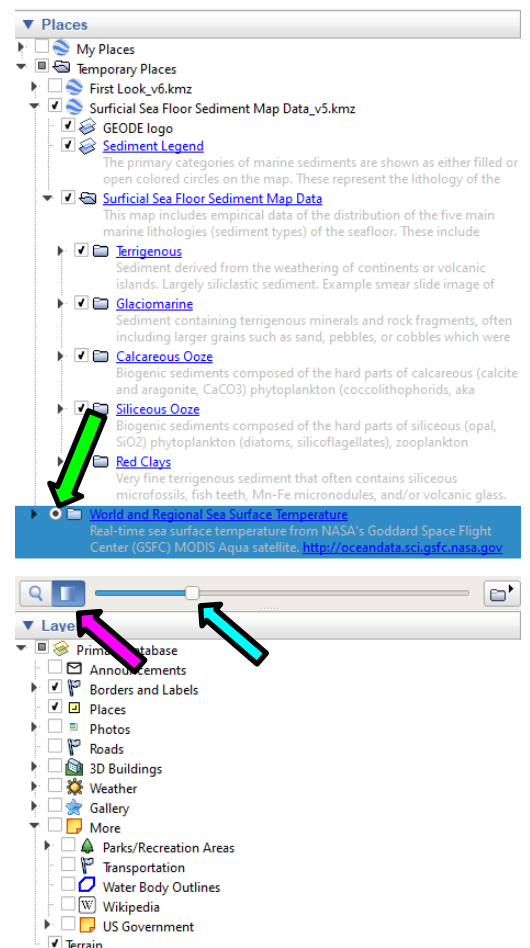 Places
My Places
Temporary Places
First Look_v6.kmz
Surficial Sea Floor Sediment Map Data_v5.kmz
GEODE logo
Sediment Legend
The primary categories of marine sediments are shown as either filled or
open colored circles on the map. These represent the lithology of the
Surficial Sea Floor Sediment Map Data
This map includes empirical data of the distribution of the five main
marine lithologies (sediment types) of the seafloor. These include
Terrigenous
Sediment derived from the weathering of continents or volcanic
islands. Largely siliclastic sediment. Example smear slide image of
Glaciomarine
Sediment containing terrigenous minerals and rock fragments, often
including larger grains such as sand, pebbles, or cobbles which were
Calcareous Ooze
Biogenic sediments composed of the hard parts of calcareous (calcite
and aragonite, CaCO3) phytoplankton (coccolithophorids, aka
Siliceous Ooze
Biogenic sediments composed of the hard parts of siliceous (opal,
SiO2) phytoplankton (diatoms, silicoflagellates), zooplankton
Red Clays
Very fine terrigenous sediment that often contains siliceous
microfossils, fish teeth, Mn-Fe micronodules, and/or volcanic glass.
World and Regional Sea Surface Temperature
Real-time sea surface temperature from NASA's Goddard Space Flight
Center (GSFC) MODIS Aqua satellite. http://oceandata.sci.gsfc.nasa.gov
Announcements
Borders and Labels
Places
Photos
Roads
3D Buildings
Weather
Gallery
More
Parks/Recreation Areas
Transportation
Water Body Outlines
W Wikipedia
US Government
Terrain